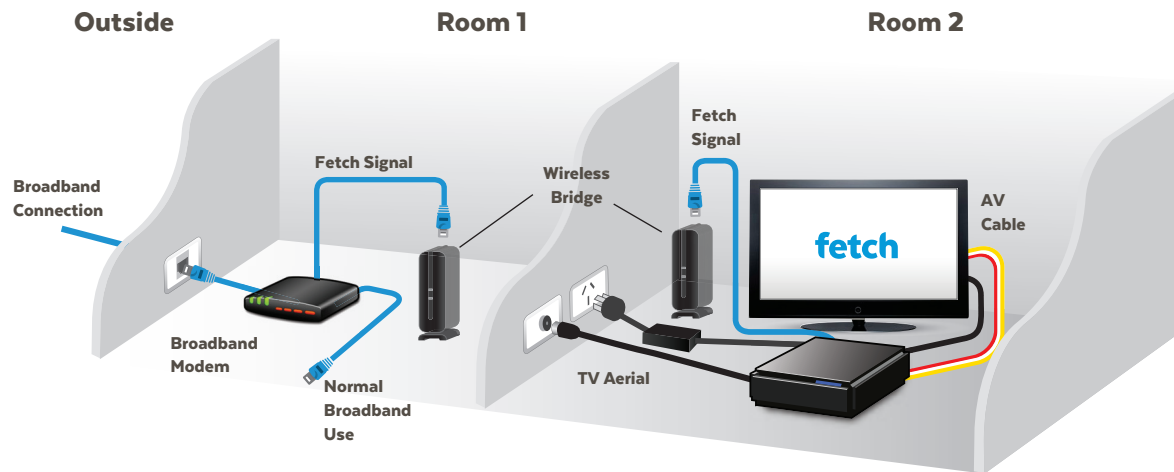 Outside
Room 1
Room 2
Broadband
Connection
Fetch Signal
Wireless
Bridge
Fetch
Signal
AV
Cable
fetch
Broadband
Modem
Normal
Broadband
Use
TV Aerial